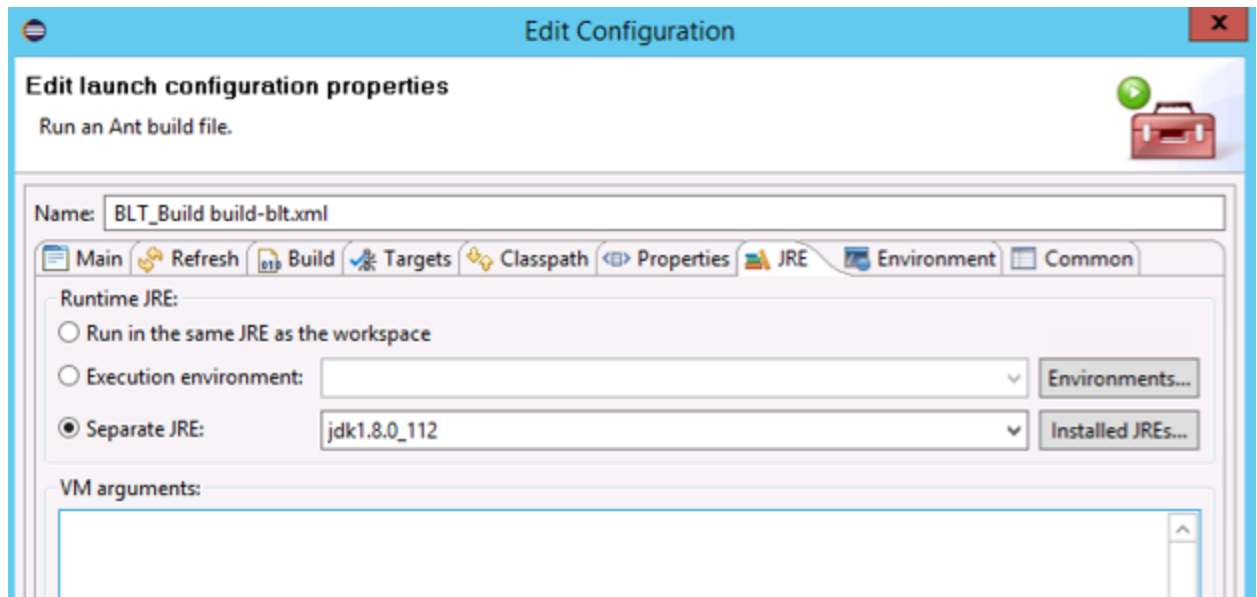 Edit Configuration
x
Edit launch configuration properties
Run an Ant build file.
Name: BLT_Build build-blt.xml
Main Refresh Build Targets Classpath Properties JRE Environment Common
Runtime JRE:
Run in the same JRE as the workspace
Execution environment: Environments...
Separate JRE: jdk1.8.0_112 Installed JREs...
VM arguments: